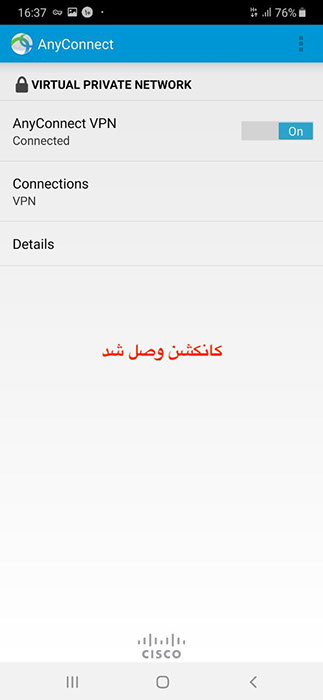 16:37
76%
AnyConnect
VIRTUAL PRIVATE NETWORK
AnyConnect VPN
On
Connected
Connections
VPN
Details
کانکشن وصل شد
CISCO